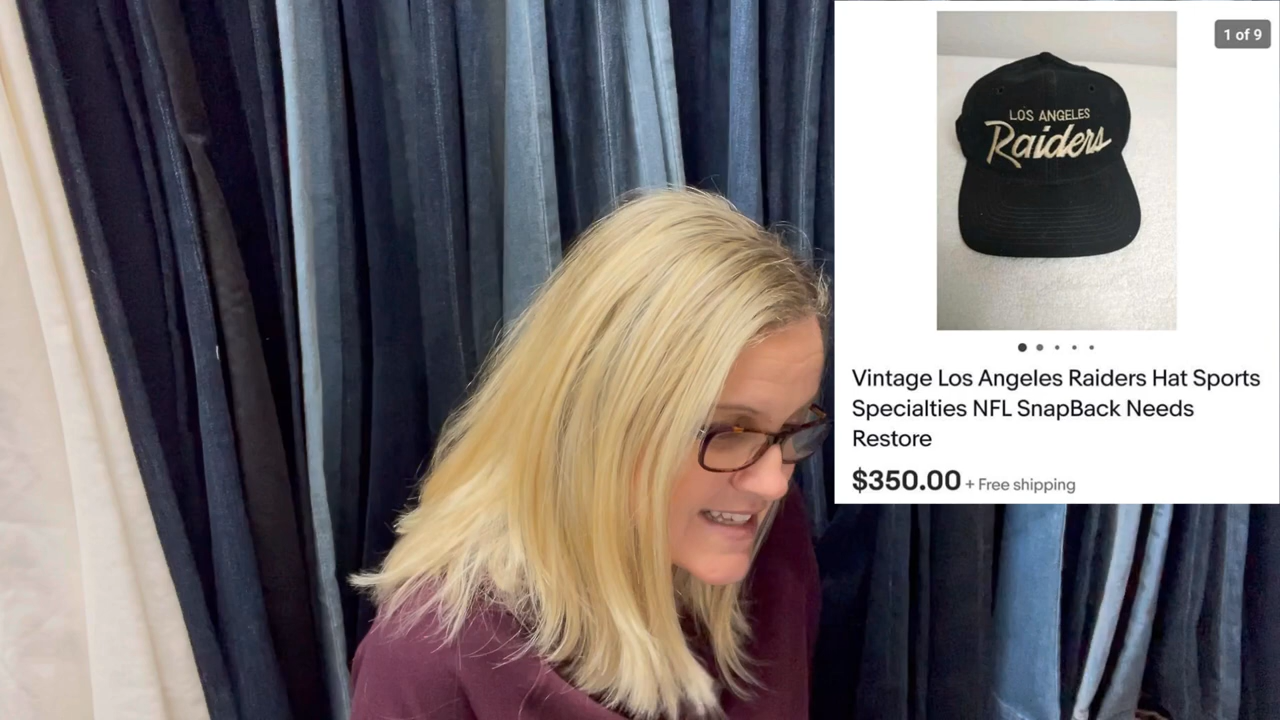 1 of 9
LOS ANGELES
Raiders
Vintage Los Angeles Raiders Hat Sports
Specialties NFL SnapBack Needs
Restore
$350.00 + Free shipping